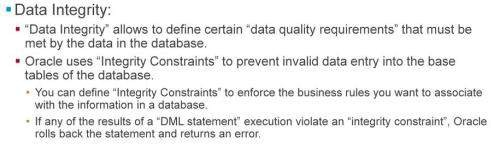 Data Integrity:
"Data Integrity" allows to define certain "data quality requirements" that must be
met by the data in the database.
Oracle uses "Integrity Constraints" to prevent invalid data entry into the base
tables of the database.
You can define "Integrity Constraints" to enforce the business rules you want to associate
with the information in a database.
If any of the results of a "DML statement" execution violate an "integrity constraint", Oracle
rolls back the statement and returns an error.